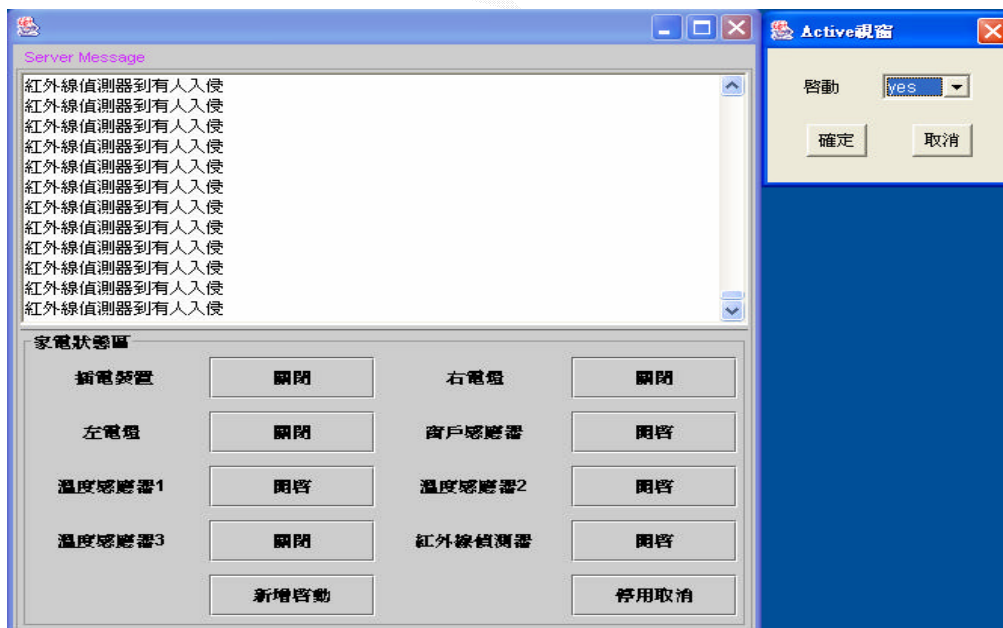 Server Message
紅外線偵測器到有人入侵
紅外線偵測器到有人入侵
紅外線偵測器到有人入侵
紅外線偵測器到有人入侵
紅外線偵測器到有人入侵
紅外線偵測器到有人入侵
紅外線偵測器到有人入侵
紅外線偵測器到有人入侵
紅外線偵測器到有人入侵
紅外線偵測器到有人入侵
紅外線偵測器到有人入侵
紅外線偵測器到有人入侵
家電狀態區
插電裝置 關閉 右電燈 關閉
左電燈 關閉 窗戶感應器 開啓
溫度感應器1 開啓 溫度感應器2 開啓
溫度感應器3 關閉 紅外線偵測器 開啓
新增啓動 停用取消
Active視窗
啓動 yes
確定 取消